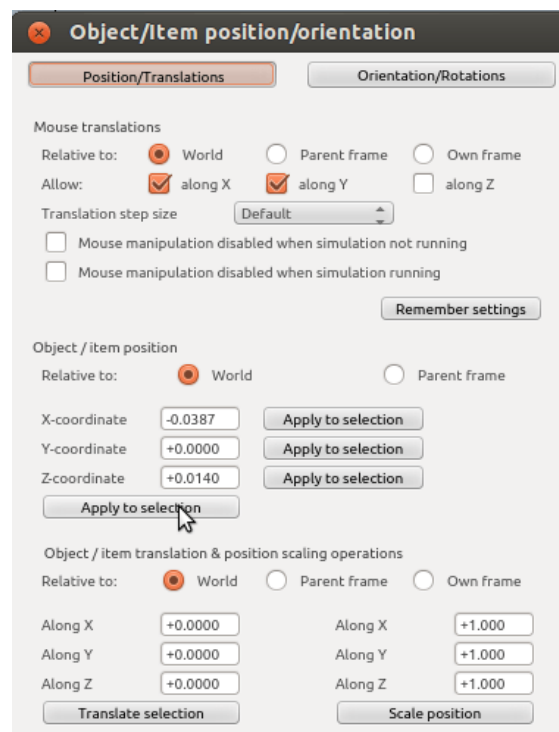 Object/Item position/orientation
Position/Translations Orientation/Rotations
Mouse translations
Relative to: World Parent frame Own frame
Allow: along X along Y along Z
Translation step size Default
Mouse manipulation disabled when simulation not running
Mouse manipulation disabled when simulation running
Remember settings
Object / item position
Relative to: World Parent frame
X-coordinate -0.0387 Apply to selection
Y-coordinate +0.0000 Apply to selection
Z-coordinate +0.0140 Apply to selection
Apply to selection
Object / item translation & position scaling operations
Relative to: World Parent frame Own frame
Along X +0.0000 Along X +1.000
Along Y +0.0000 Along Y +1.000
Along Z +0.0000 Along Z +1.000
Translate selection Scale position